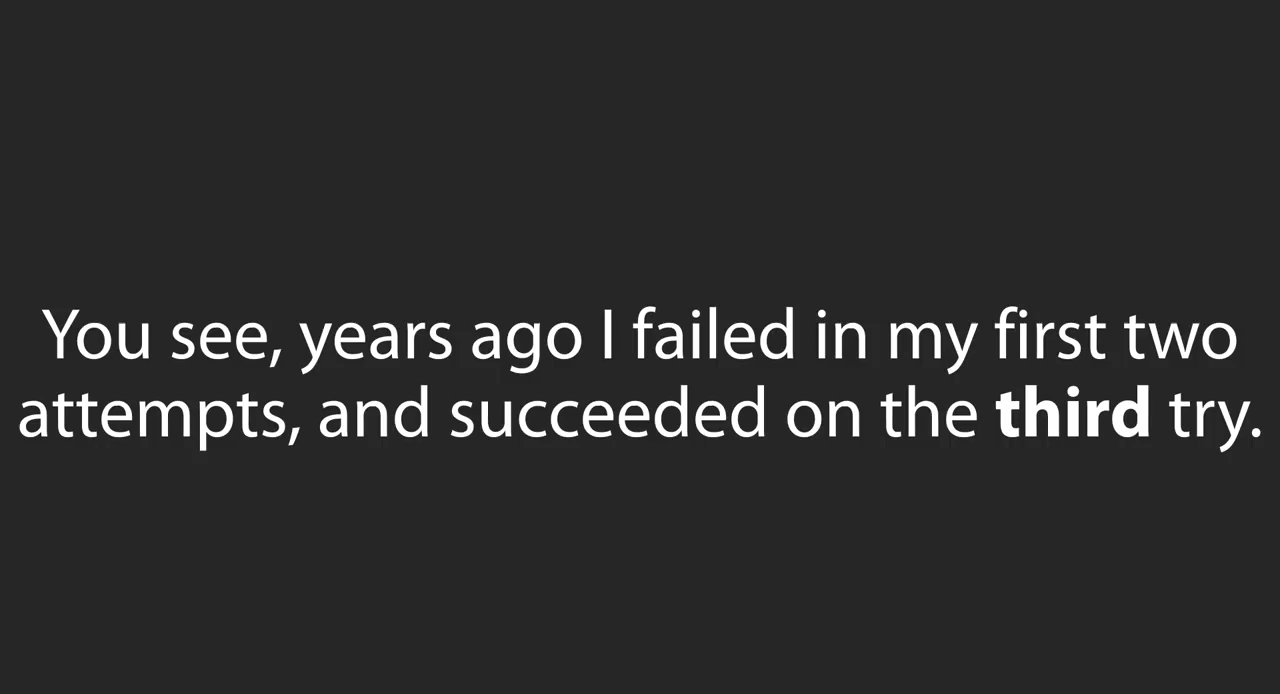 You see, years ago I failed in my first two
attempts, and succeeded on the third try.